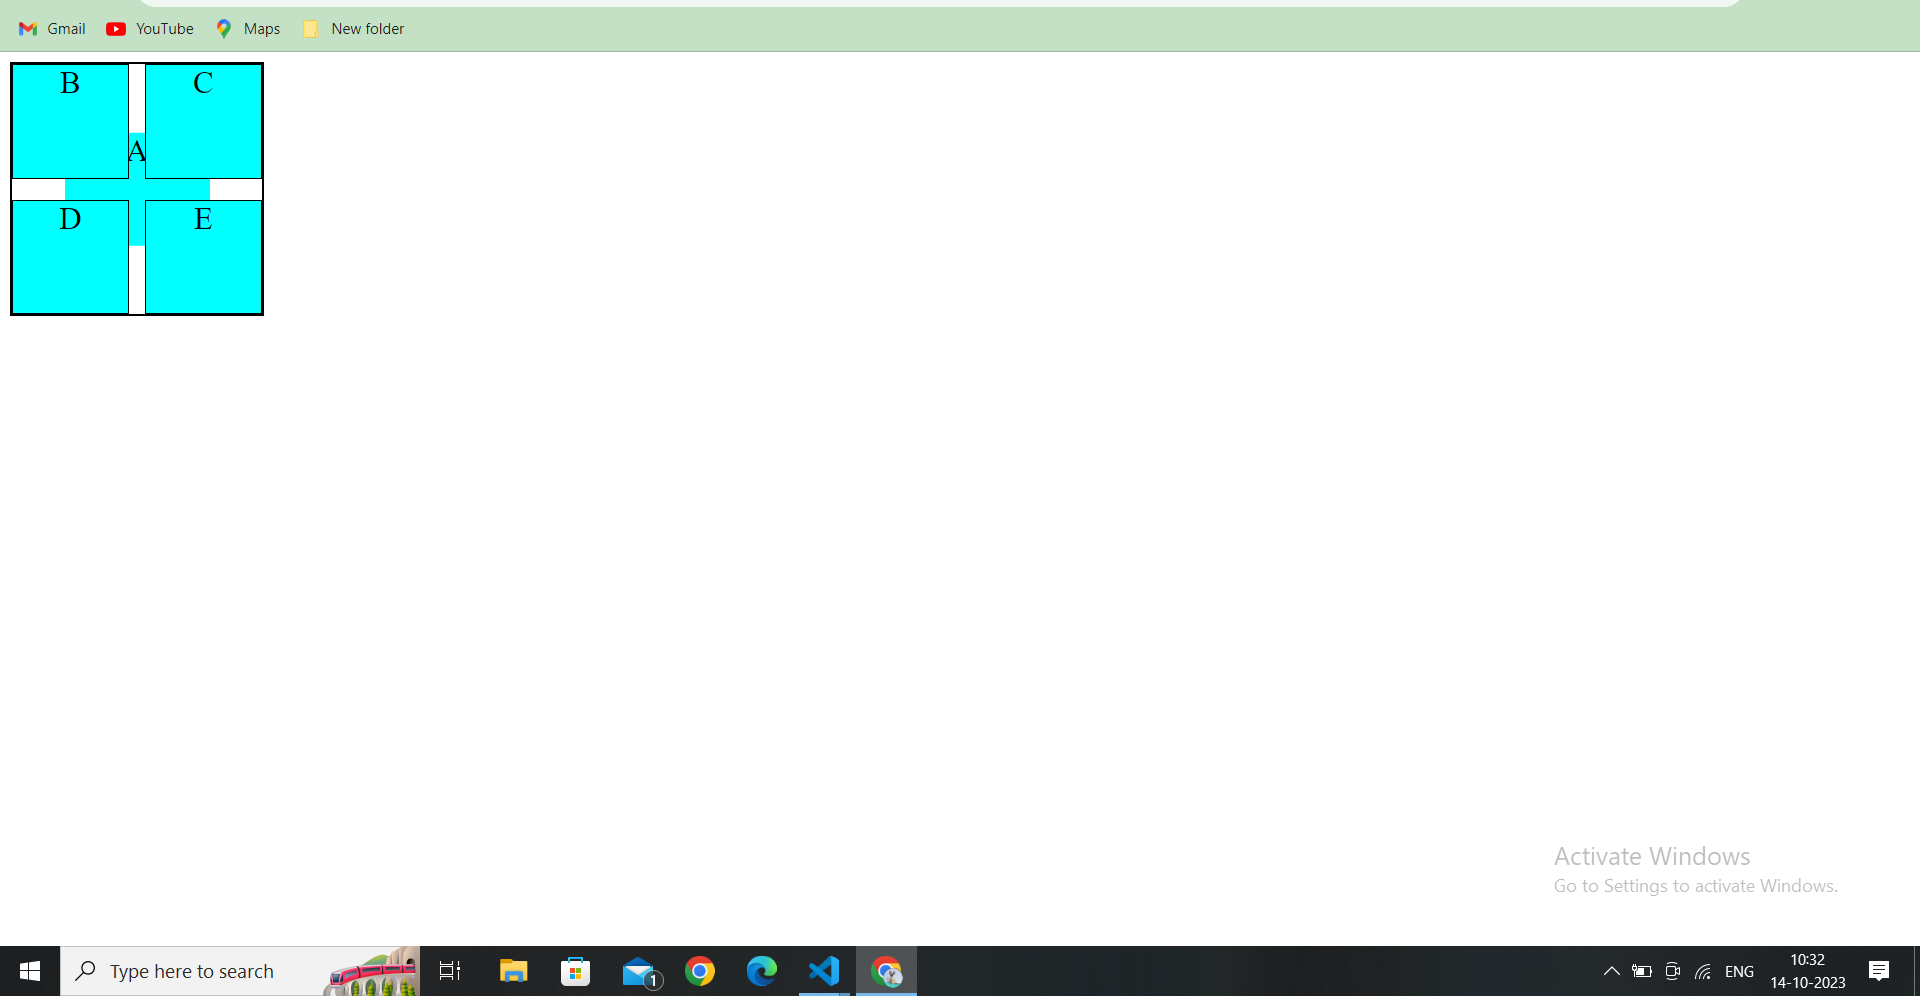 Gmail YouTube Maps New folder
B C
A
D E
Activate Windows
Go to Settings to activate Windows.
Type here to search
1
ENG
10:32
14-10-2023